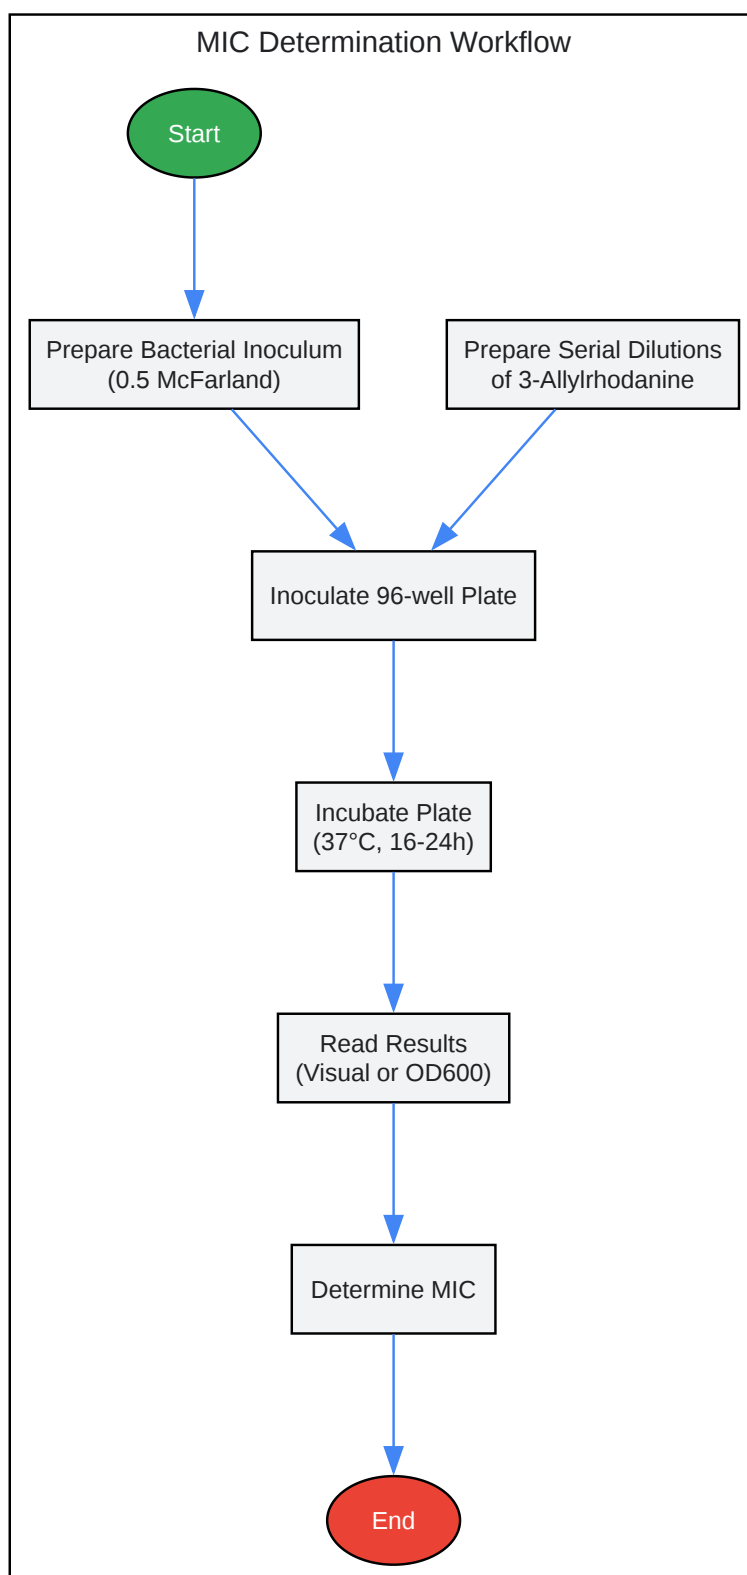 MIC Determination Workflow
Start
Prepare Bacterial Inoculum
(0.5 McFarland)
Prepare Serial Dilutions
of 3-Allylrhodanine
Inoculate 96-well Plate
Incubate Plate
(37°C, 16-24h)
Read Results
(Visual or OD600)
Determine MIC
End